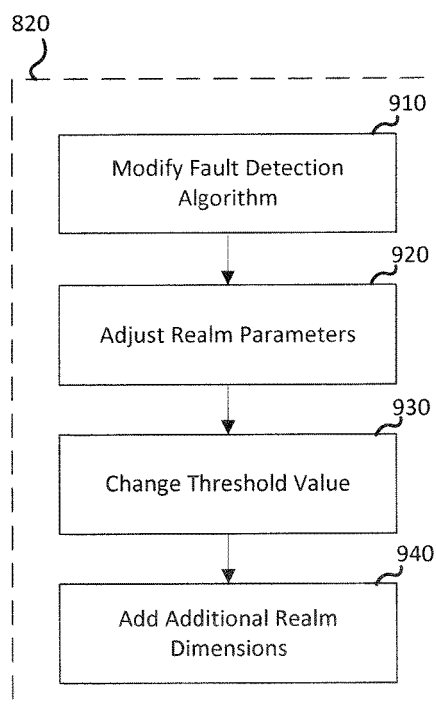 820
910
Modify Fault Detection
Algorithm
920
Adjust Realm Parameters
930
Change Threshold Value
940
Add Additional Realm
Dimensions